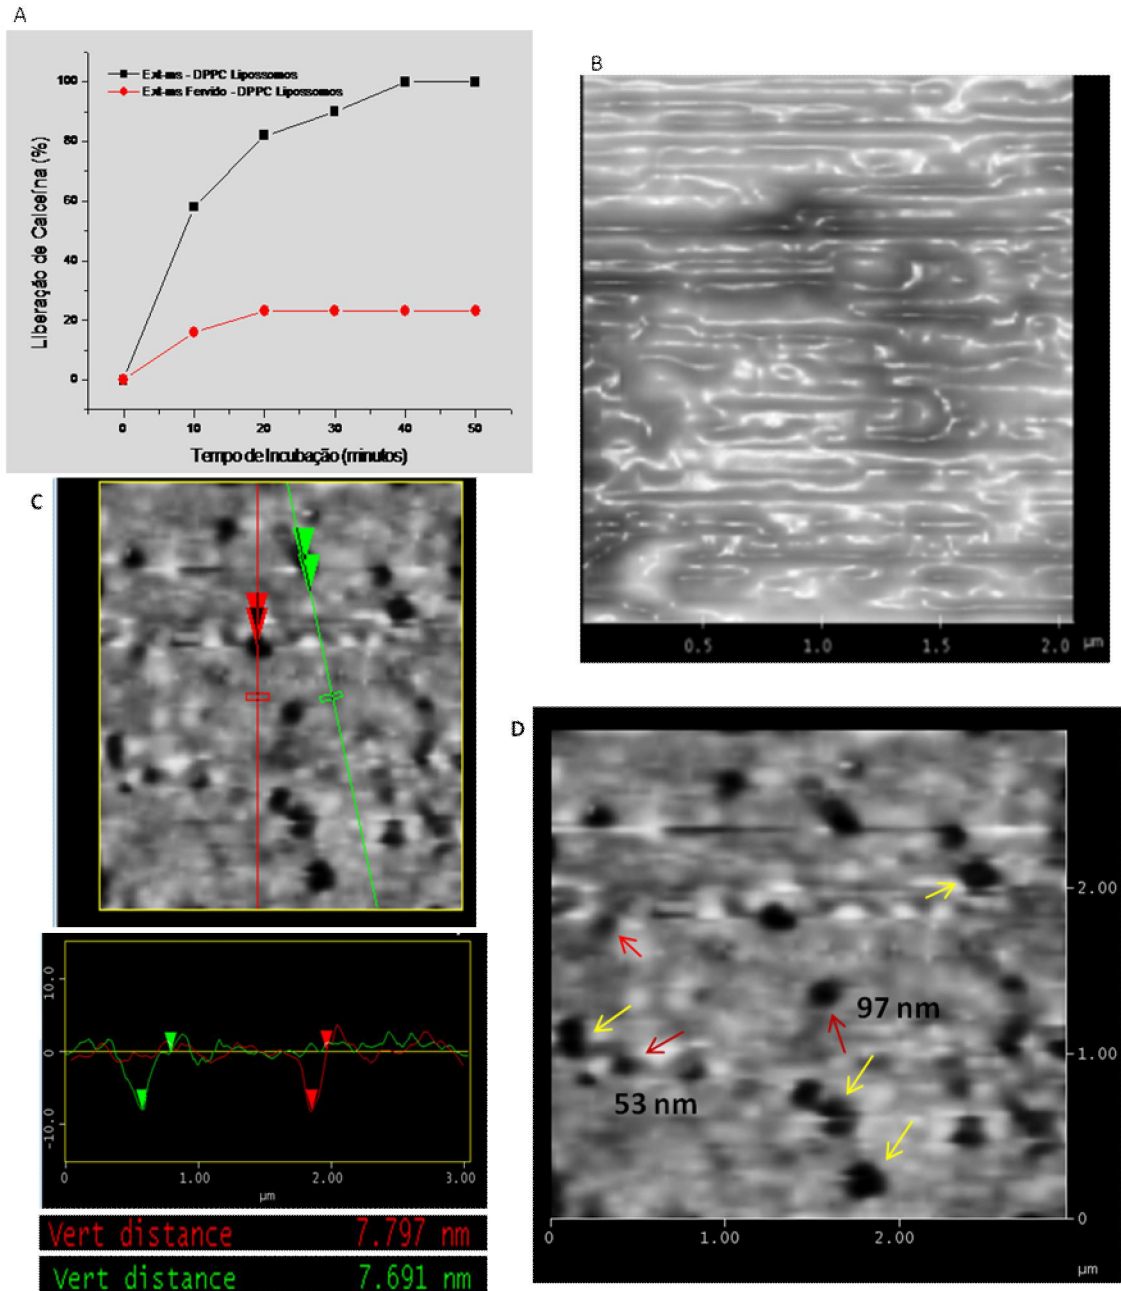 A
Ext-ms - DPPC Lipossomos
Ext-ms Fervido - DPPC Lipossomos
100
80
60
40
20
0
Liberação de Calceína (%)
0 10 20 30 40 50
Tempo de Incubação (minutos)
B
0.5 1.0 1.5 2.0 µm
C
10.0
0
-10.0
0 1.00 2.00 3.00
µm
Vert distance 7.797 nm
Vert distance 7.691 nm
D
97 nm
53 nm
2.00
1.00
0
0 1.00 2.00
µm